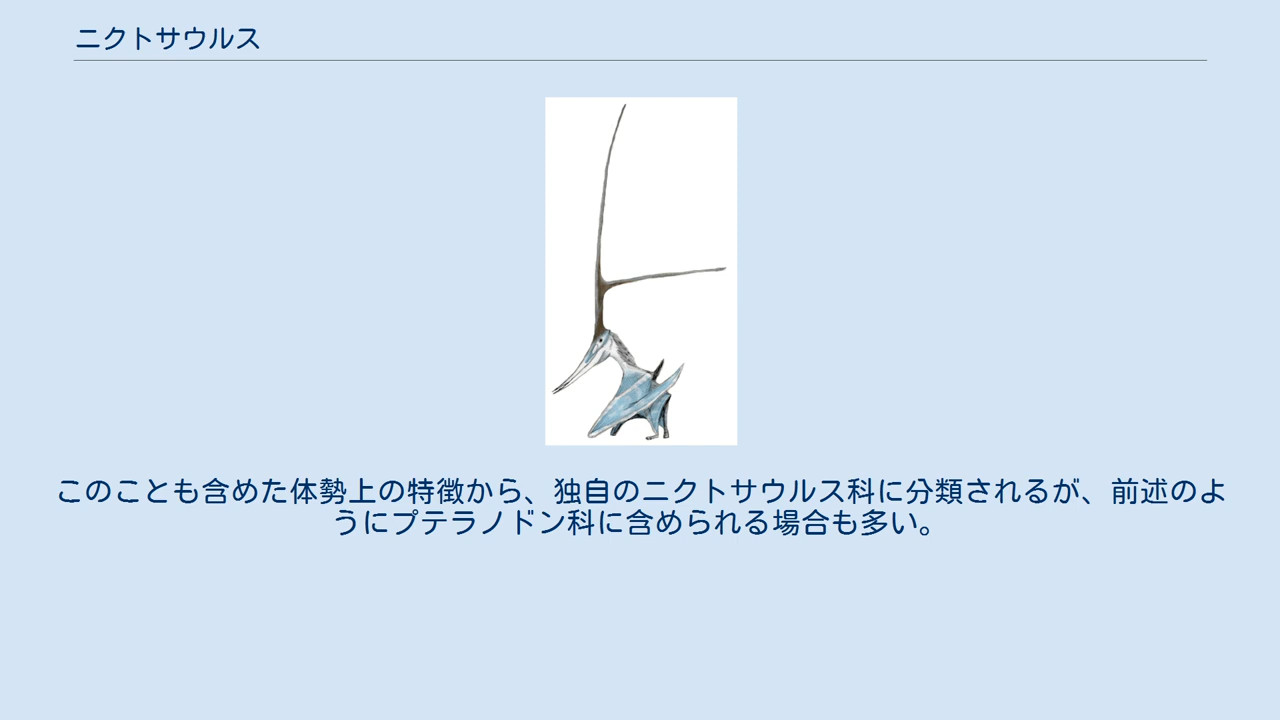 ニクトサウルス
このことも含めた体勢上の特徴から、独自のニクトサウルス科に分類されるが、前述のよ
うにプテラノドン科に含められる場合も多い。